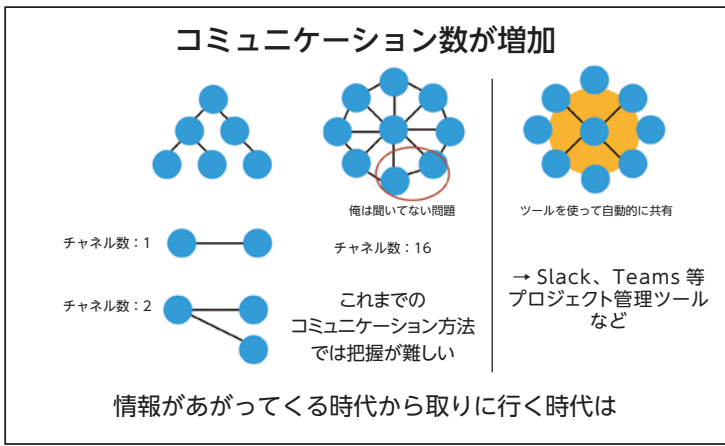 コミュニケーション数が増加
俺は聞いてない問題
ツールを使って自動的に共有
チャネル数：1
チャネル数：16
チャネル数：2
これまでの
コミュニケーション方法
では把握が難しい
→ Slack、Teams 等
プロジェクト管理ツール
など
情報があがってくる時代から取りに行く時代は